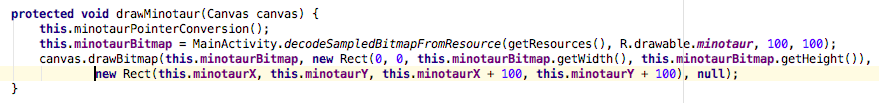 protected void drawMinotaur(Canvas canvas) {
this.minotaurPointerConversion();
this.minotaurBitmap = MainActivity.decodeSampledBitmapFromResource(getResources(), R.drawable.minotaur, 100, 100);
canvas.drawBitmap(this.minotaurBitmap, new Rect(0, 0, this.minotaurBitmap.getWidth(), this.minotaurBitmap.getHeight()),
new Rect(this.minotaurX, this.minotaurY, this.minotaurX + 100, this.minotaurY + 100), null);
}